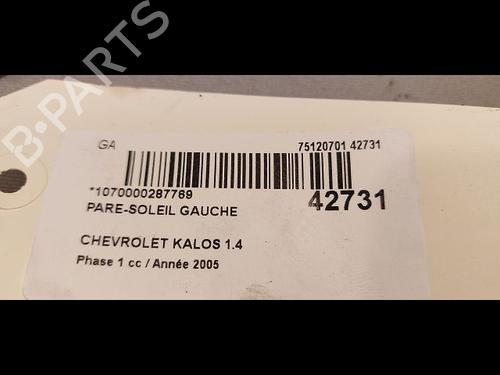 GA 75120701 42731
*1070000287769 42731
PARE-SOLEIL GAUCHE
CHEVROLET KALOS 1.4
Phase 1 cc / Année 2005
B-PARTS